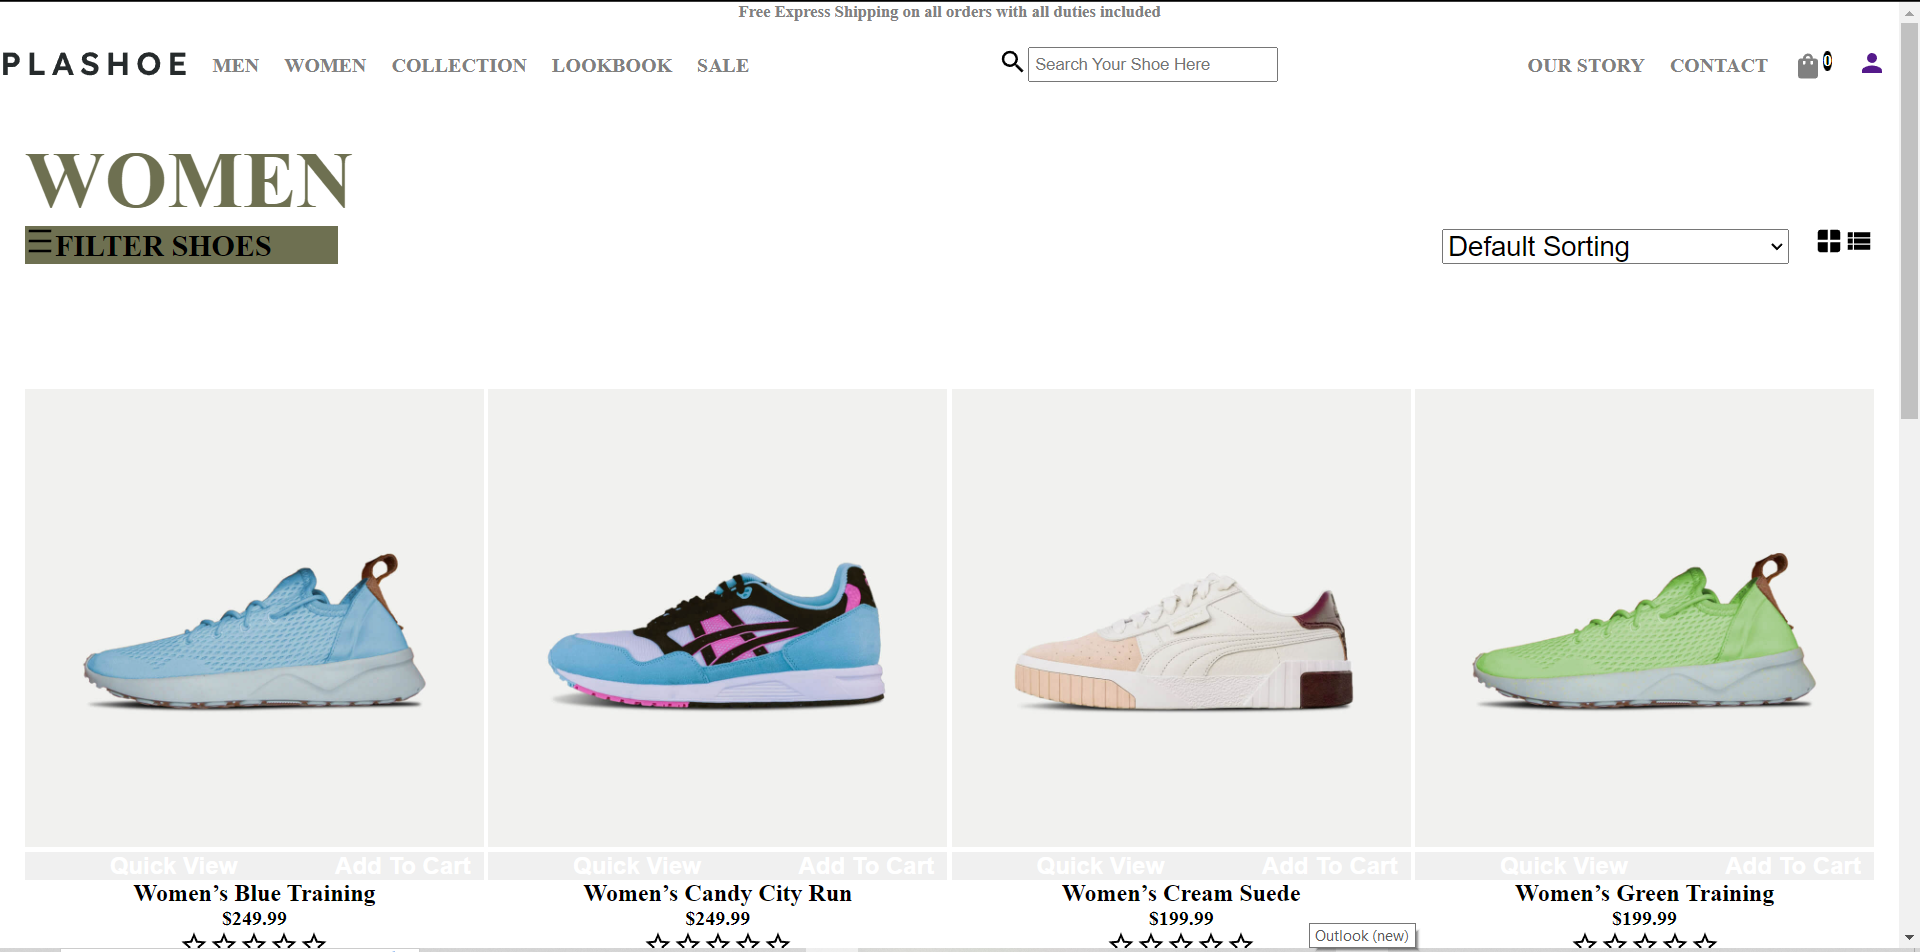 Free Express Shipping on all orders with all duties included
PLASHOE MEN WOMEN COLLECTION LOOKBOOK SALE Search Your Shoe Here OUR STORY CONTACT 0
WOMEN
FILTER SHOES Default Sorting
Quick View Add To Cart Quick View Add To Cart Quick View Add To Cart Quick View Add To Cart
Women’s Blue Training Women’s Candy City Run Women’s Cream Suede Women’s Green Training
$249.99 $249.99 $199.99 $199.99
Outlook (new)